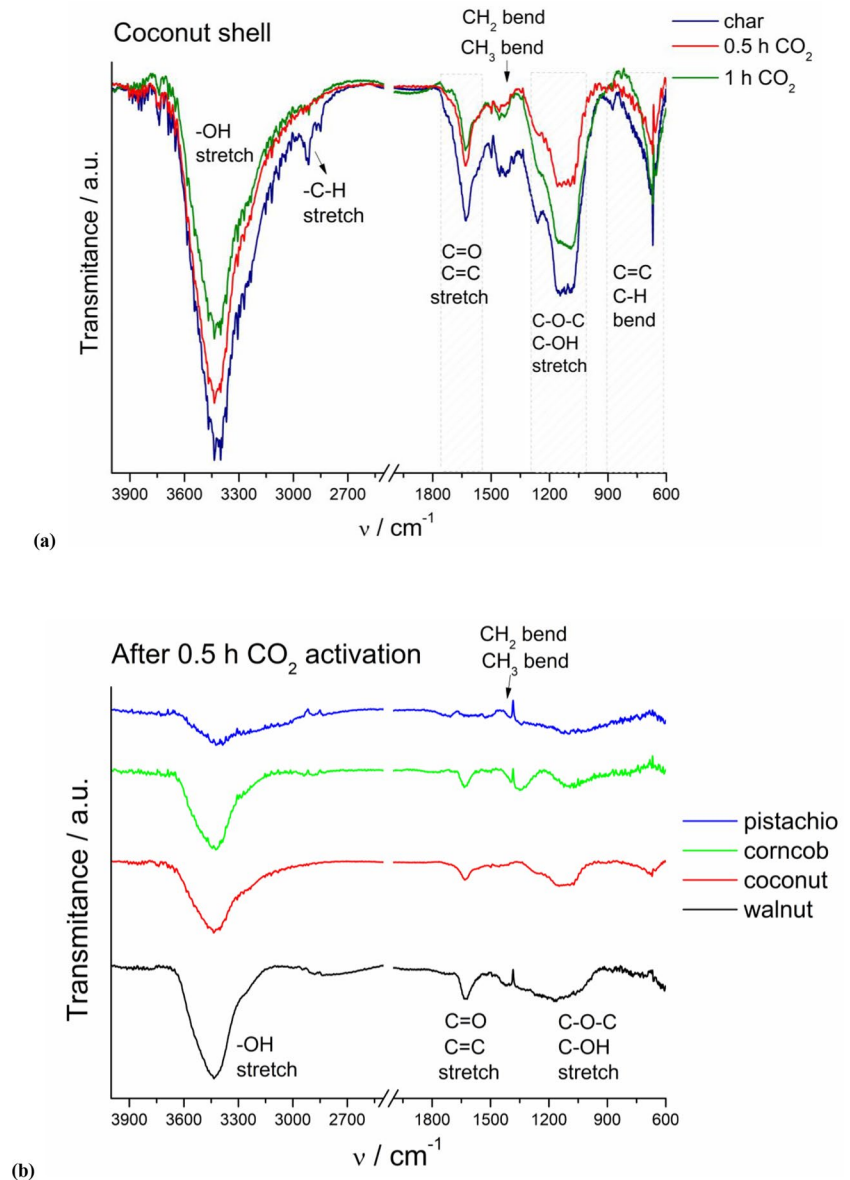 Coconut shell
CH2 bend
CH3 bend
char
0.5 h CO2
1 h CO2
-OH
stretch
-C-H
stretch
C=O
C=C
stretch
C-O-C
C-OH
stretch
C=C
C-H
bend
Transmitance / a.u.
3900 3600 3300 3000 2700 1800 1500 1200 900 600
ν / cm-1
(a)
After 0.5 h CO2 activation
CH2 bend
CH3 bend
pistachio
corncob
coconut
walnut
-OH
stretch
C=O
C=C
stretch
C-O-C
C-OH
stretch
Transmitance / a.u.
3900 3600 3300 3000 2700 1800 1500 1200 900 600
ν / cm-1
(b)